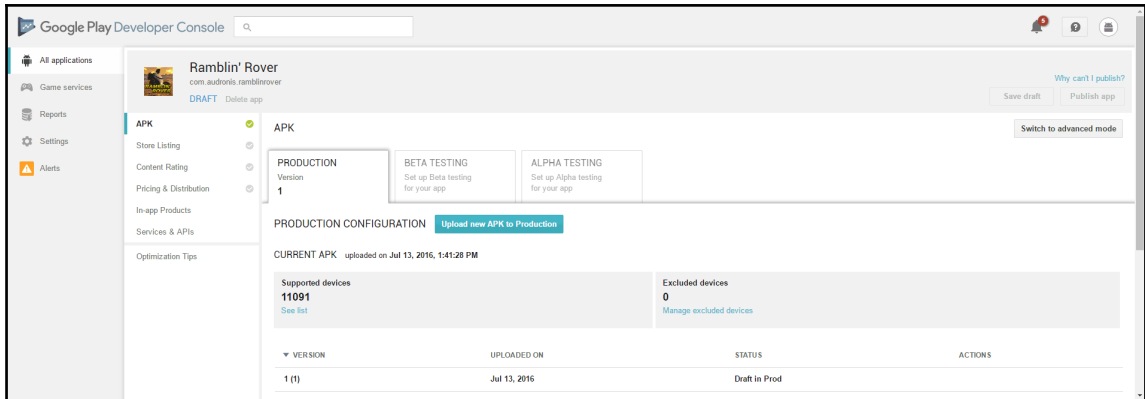 Google Play Developer Console
5
All applications
Game services
Reports
Settings
Alerts
RAMBLIN' ROVER
Ramblin' Rover
com.audronis.ramblinrover
DRAFT Delete app
Why can't I publish?
Save draft Publish app
APK
Store Listing
Content Rating
Pricing & Distribution
In-app Products
Services & APIs
Optimization Tips
APK
Switch to advanced mode
PRODUCTION
Version
1
BETA TESTING
Set up Beta testing
for your app
ALPHA TESTING
Set up Alpha testing
for your app
PRODUCTION CONFIGURATION Upload new APK to Production
CURRENT APK uploaded on Jul 13, 2016, 1:41:28 PM
Supported devices
11091
See list
Excluded devices
0
Manage excluded devices
VERSION UPLOADED ON STATUS ACTIONS
1 (1) Jul 13, 2016 Draft in Prod